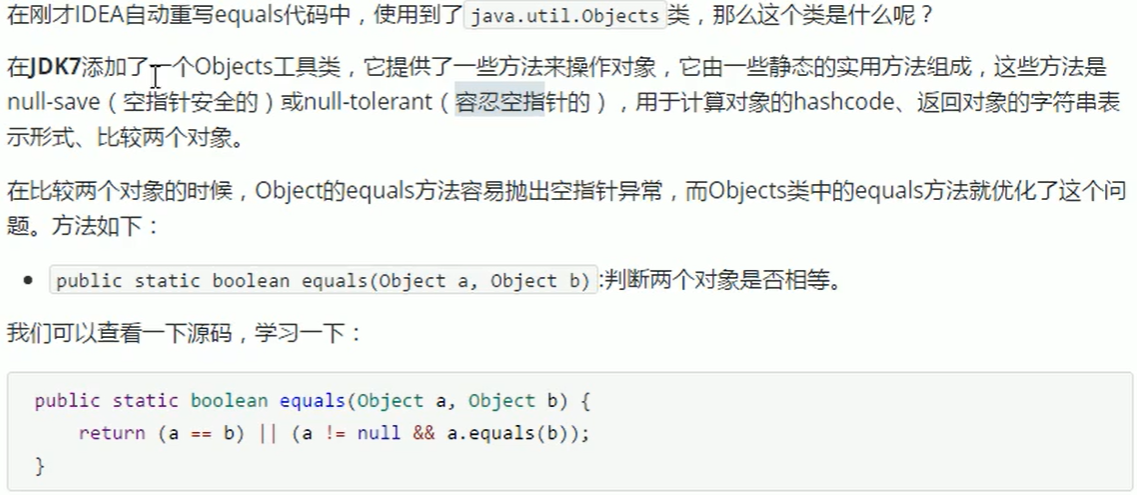 在刚才IDEA自动重写equals代码中，使用到了java.util.Objects类，那么这个类是什么呢？
在JDK7添加了一个Objects工具类，它提供了一些方法来操作对象，它由一些静态的实用方法组成，这些方法是
null-save（空指针安全的）或null-tolerant（容忍空指针的），用于计算对象的hashcode、返回对象的字符串表
示形式、比较两个对象。
在比较两个对象的时候，Object的equals方法容易抛出空指针异常，而Objects类中的equals方法就优化了这个问
题。方法如下：
• public static boolean equals(Object a, Object b):判断两个对象是否相等。
我们可以查看一下源码，学习一下：
public static boolean equals(Object a, Object b) {
    return (a == b) || (a != null && a.equals(b));
}